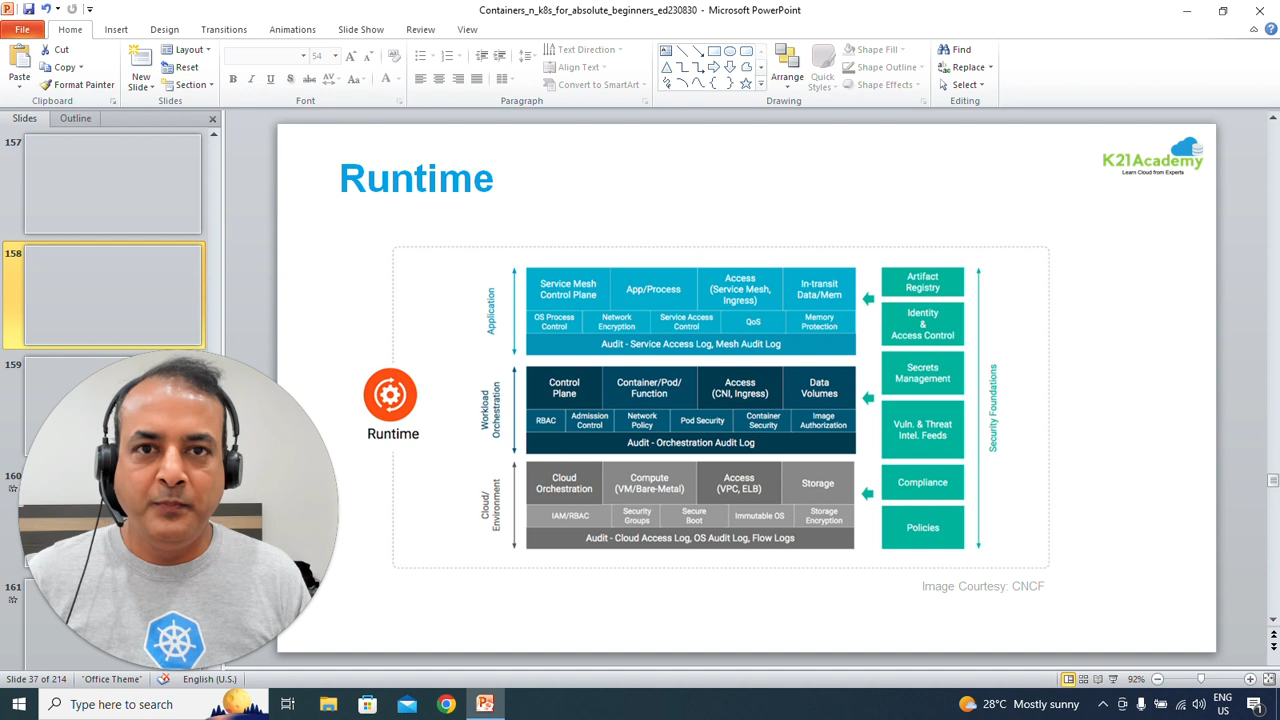 Containers_n_k8s_for_absolute_beginners_ed230830 - Microsoft PowerPoint
File
Home
Insert
Design
Transitions
Animations
Slide Show
Review
View
Paste
Cut
Copy
Format Painter
Clipboard
New
Slide
Layout
Reset
Section
Slides
54
B I U S abc AV Aa A
Font
Text Direction
Align Text
Convert to SmartArt
Paragraph
Arrange
Quick
Styles
Shape Fill
Shape Outline
Shape Effects
Drawing
Find
Replace
Select
Editing
Slides
Outline
157
158
159
160
161
Runtime
K21Academy
Learn Cloud from Experts
Runtime
Application
Service Mesh
Control Plane
App/Process
Access
(Service Mesh,
Ingress)
In-transit
Data/Mem
OS Process
Control
Network
Encryption
Service Access
Control
QoS
Memory
Protection
Audit - Service Access Log, Mesh Audit Log
Workload
Orchestration
Control
Plane
Container/Pod/
Function
Access
(CNI, Ingress)
Data
Volumes
RBAC
Admission
Control
Network
Policy
Pod Security
Container
Security
Image
Authorization
Audit - Orchestration Audit Log
Cloud/
Environment
Cloud
Orchestration
Compute
(VM/Bare-Metal)
Access
(VPC, ELB)
Storage
IAM/RBAC
Security
Groups
Secure
Boot
Immutable OS
Storage
Encryption
Audit - Cloud Access Log, OS Audit Log, Flow Logs
Artifact
Registry
Identity
&
Access Control
Secrets
Management
Vuln. & Threat
Intel. Feeds
Compliance
Policies
Security Foundations
Image Courtesy: CNCF
Slide 37 of 214
"Office Theme"
English (U.S.)
92%
Type here to search
28°C Mostly sunny
ENG
US
1